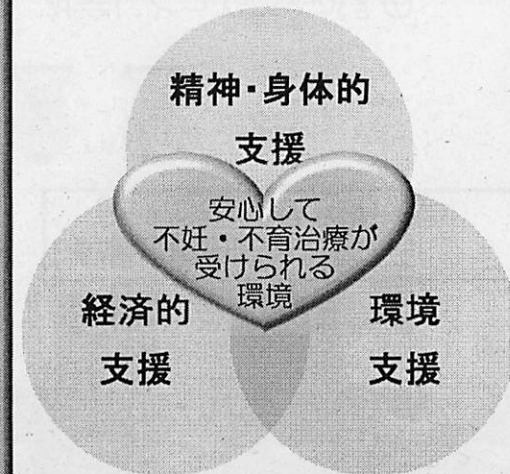 精神・身体的
支援
安心して
不妊・不育治療が
受けられる
環境
経済的
支援
環境
支援